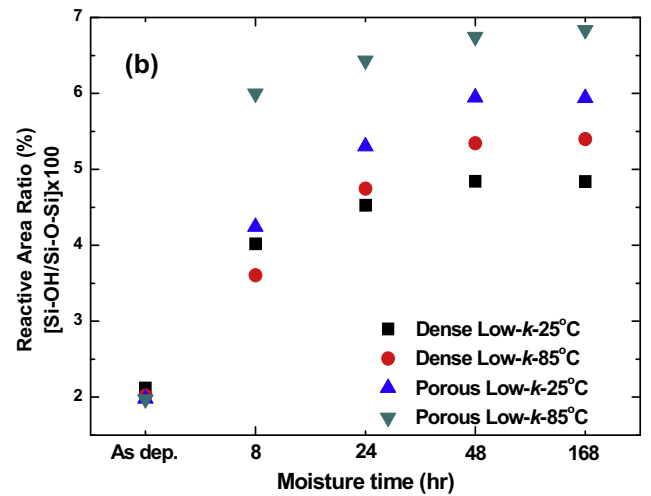 7
6
5
4
3
2
Reactive Area Ratio (%)
[Si-OH/Si-O-Si]x100
(b)
Dense Low-k-25°C
Dense Low-k-85°C
Porous Low-k-25°C
Porous Low-k-85°C
As dep. 8 24 48 168
Moisture time (hr)